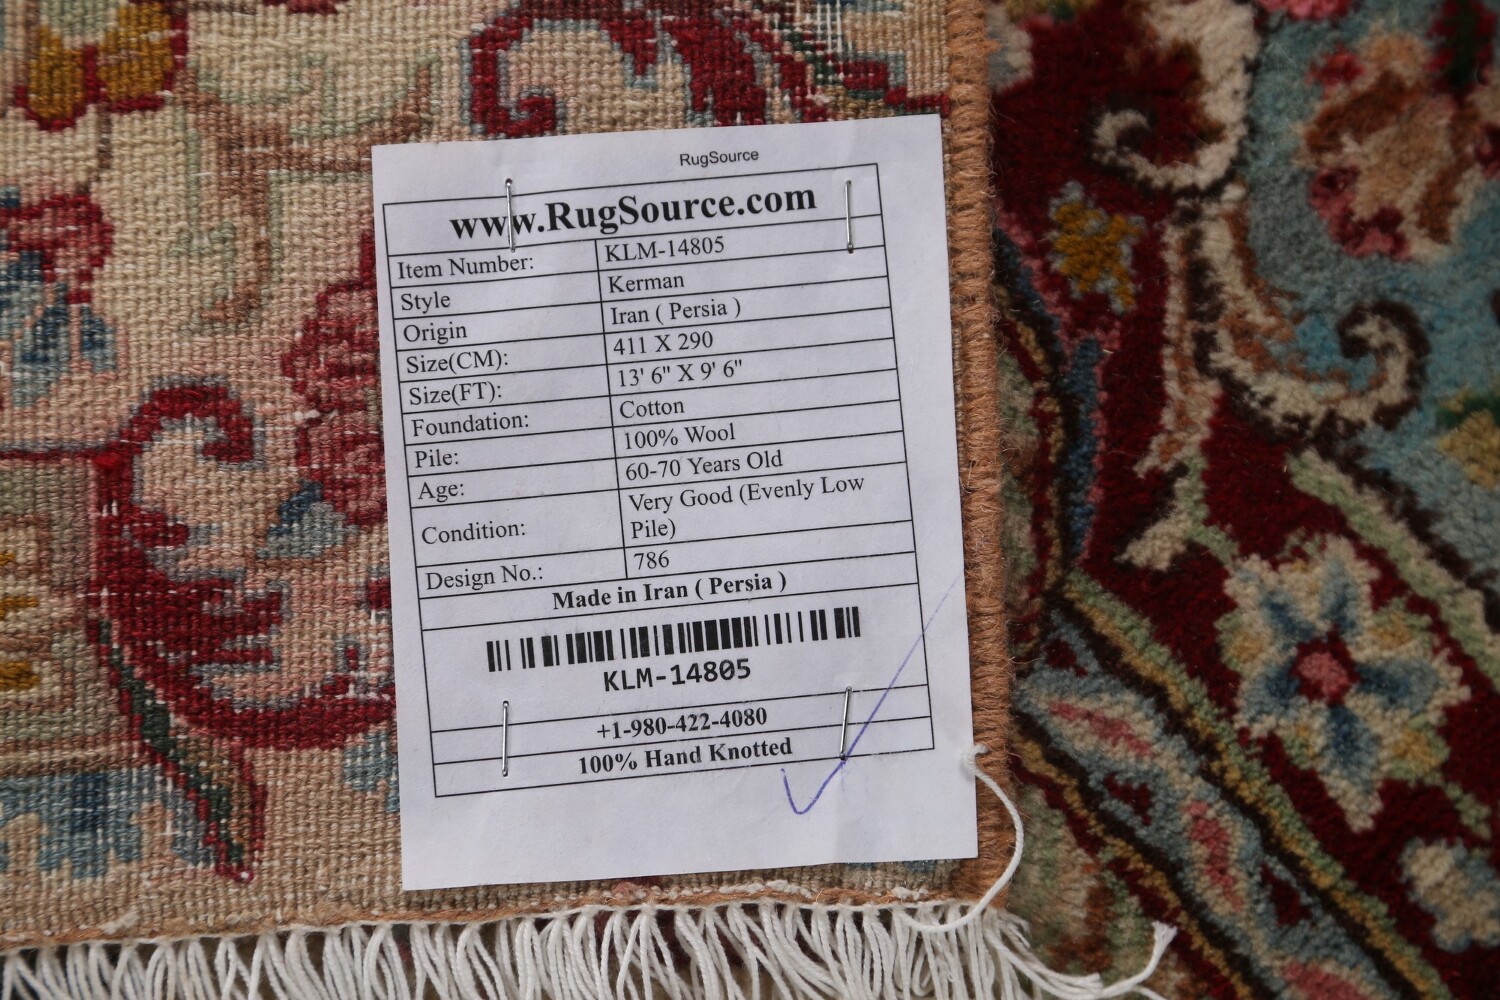 RugSource
www.RugSource.com
Item Number: KLM-14805
Style Kerman
Origin Iran ( Persia )
Size(CM): 411 X 290
Size(FT): 13' 6" X 9' 6"
Foundation: Cotton
Pile: 100% Wool
Age: 60-70 Years Old
Condition: Very Good (Evenly Low
Pile)
Design No.: 786
Made in Iran ( Persia )
KLM-14805
+1-980-422-4080
100% Hand Knotted